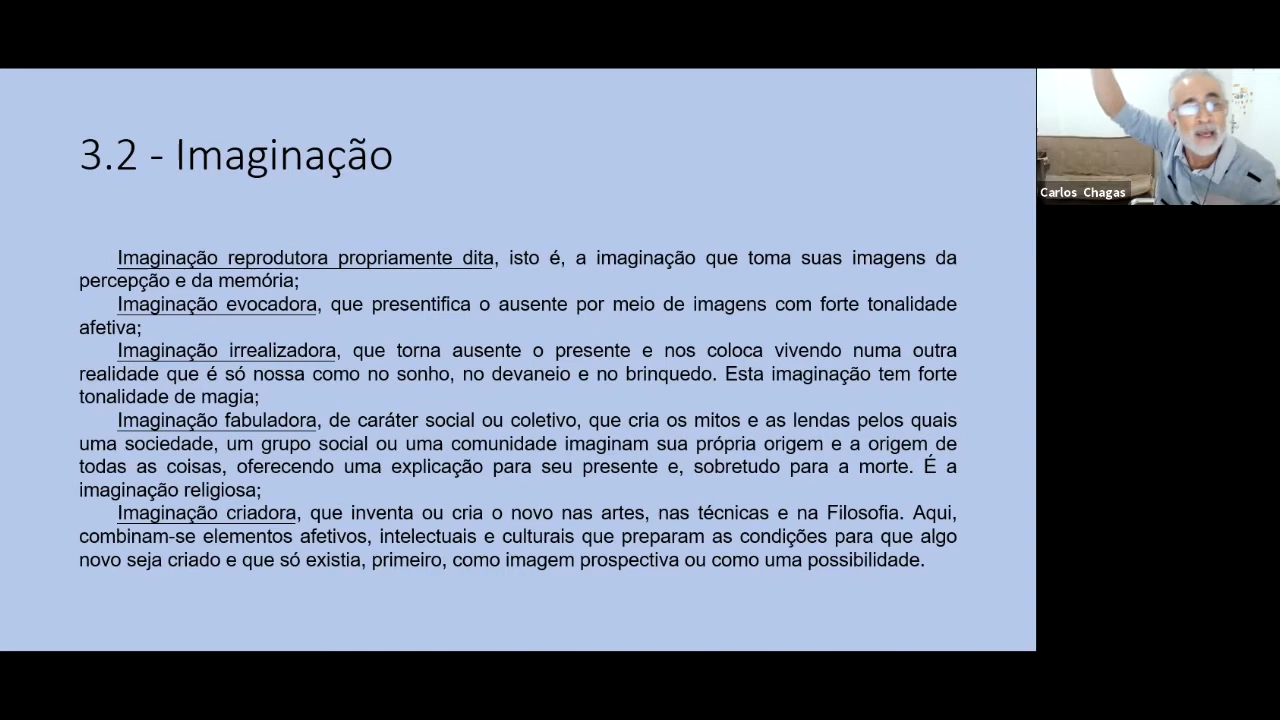 3.2 - Imaginação
Imaginação reprodutora propriamente dita, isto é, a imaginação que toma suas imagens da
percepção e da memória;
Imaginação evocadora, que presentifica o ausente por meio de imagens com forte tonalidade
afetiva;
Imaginação irrealizadora, que torna ausente o presente e nos coloca vivendo numa outra
realidade que é só nossa como no sonho, no devaneio e no brinquedo. Esta imaginação tem forte
tonalidade de magia;
Imaginação fabuladora, de caráter social ou coletivo, que cria os mitos e as lendas pelos quais
uma sociedade, um grupo social ou uma comunidade imaginam sua própria origem e a origem de
todas as coisas, oferecendo uma explicação para seu presente e, sobretudo para a morte. É a
imaginação religiosa;
Imaginação criadora, que inventa ou cria o novo nas artes, nas técnicas e na Filosofia. Aqui,
combinam-se elementos afetivos, intelectuais e culturais que preparam as condições para que algo
novo seja criado e que só existia, primeiro, como imagem prospectiva ou como uma possibilidade.
Carlos Chagas